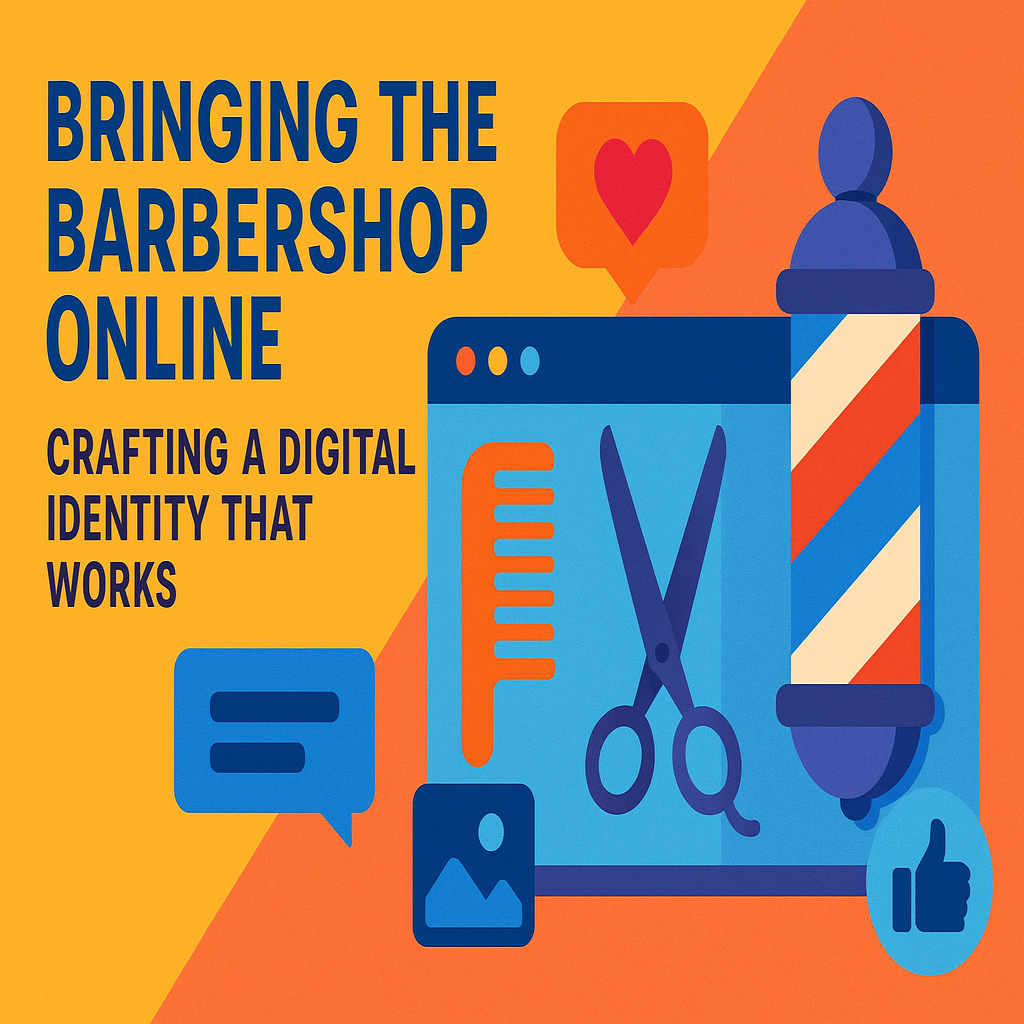 BRINGING THE
BARBERSHOP
ONLINE
CRAFTING A DIGITAL
IDENTITY THAT
WORKS